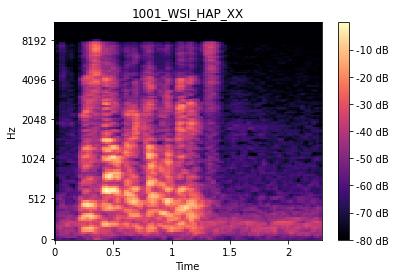 1001_WSI_HAP_XX
8192
4096
2048
1024
512
0
Hz
0
0.5
1
1.5
2
Time
-10 dB
-20 dB
-30 dB
-40 dB
-50 dB
-60 dB
-70 dB
-80 dB